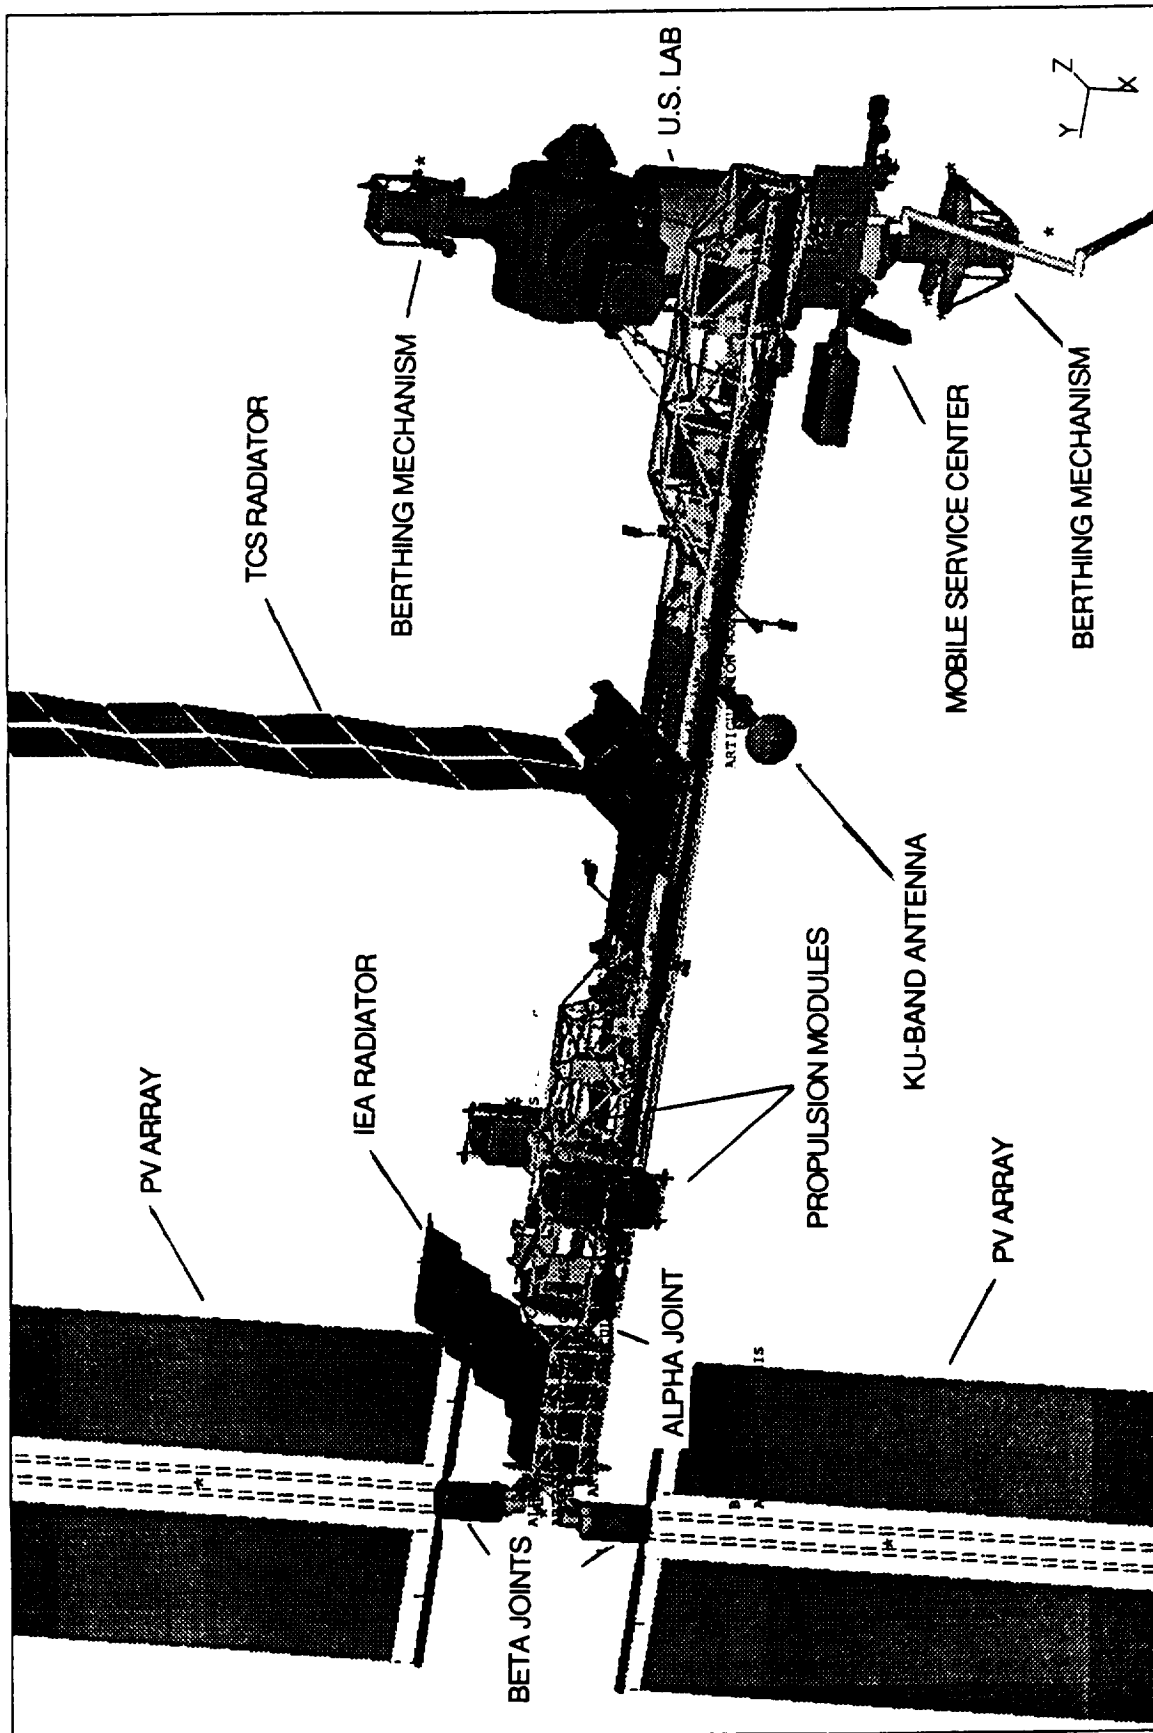 PV ARRAY
IEA RADIATOR
TCS RADIATOR
BERTHING MECHANISM
U.S. LAB
BETA JOINTS
ALPHA JOINT
PROPULSION MODULES
KU-BAND ANTENNA
MOBILE SERVICE CENTER
BERTHING MECHANISM
PV ARRAY
Y
Z
X
IS